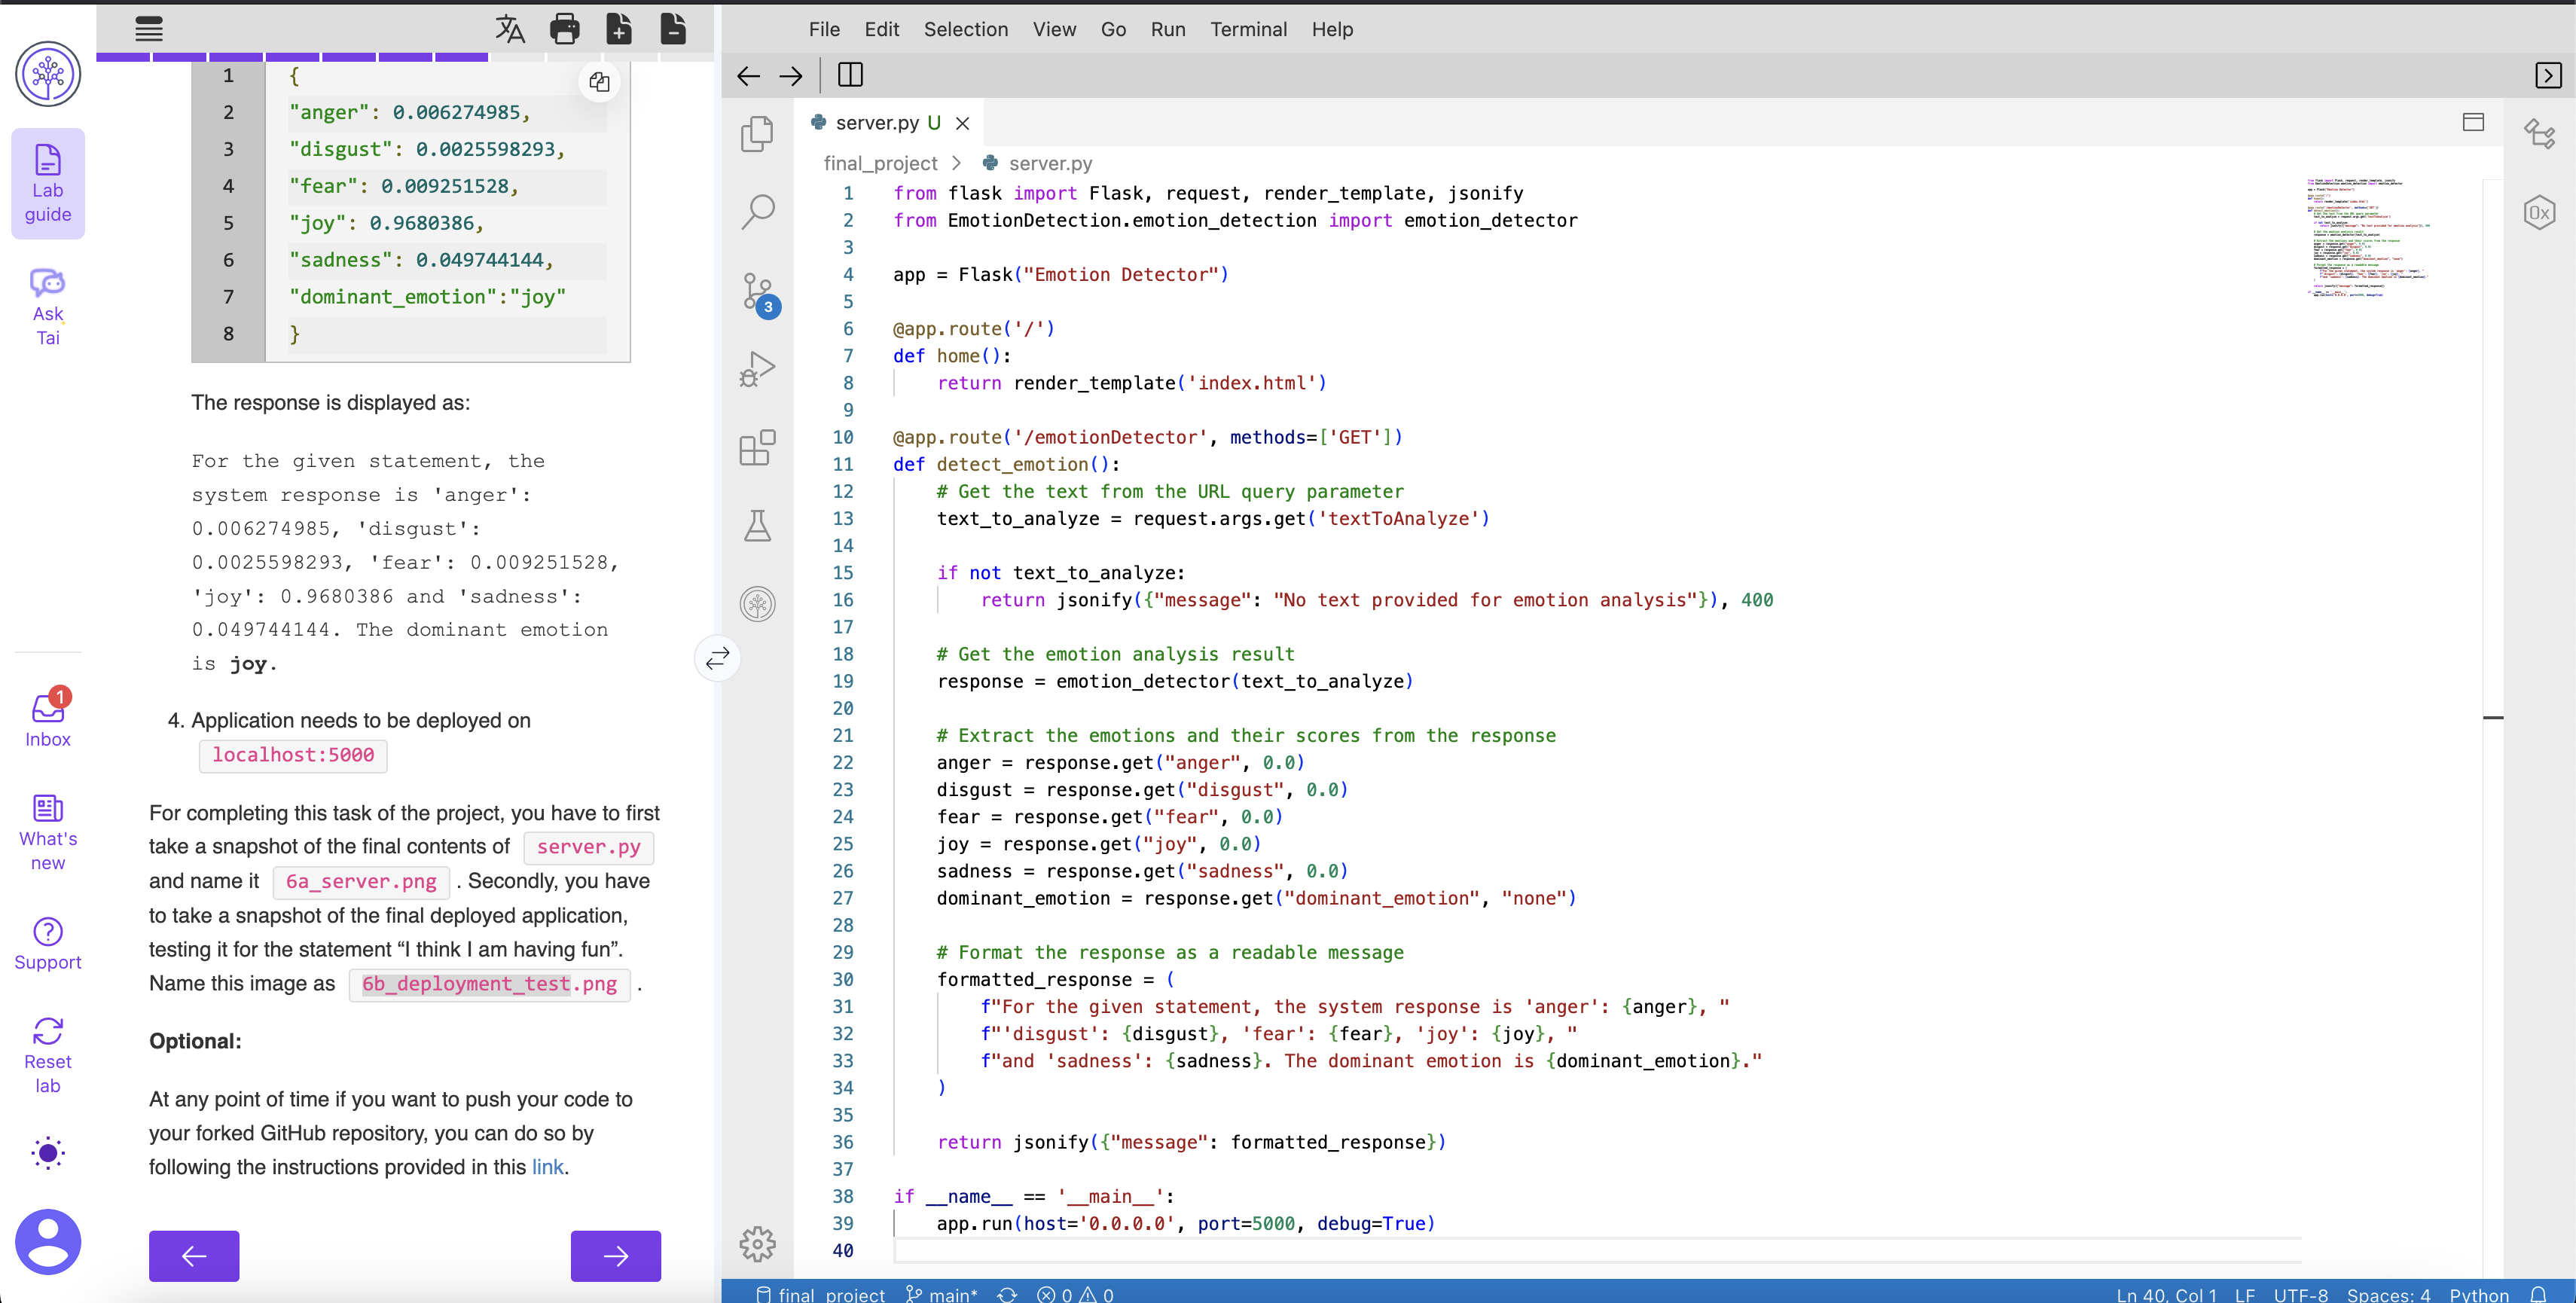 File Edit Selection View Go Run Terminal Help
Lab
guide
Ask
Tai
1
Inbox
What's
new
Support
Reset
lab
1 {
2 "anger": 0.006274985,
3 "disgust": 0.0025598293,
4 "fear": 0.009251528,
5 "joy": 0.9680386,
6 "sadness": 0.049744144,
7 "dominant_emotion":"joy"
8 }
The response is displayed as:
For the given statement, the
system response is 'anger':
0.006274985, 'disgust':
0.0025598293, 'fear': 0.009251528,
'joy': 0.9680386 and 'sadness':
0.049744144. The dominant emotion
is joy.
4. Application needs to be deployed on
localhost:5000
For completing this task of the project, you have to first
take a snapshot of the final contents of server.py
and name it 6a_server.png . Secondly, you have
to take a snapshot of the final deployed application,
testing it for the statement “I think I am having fun”.
Name this image as 6b_deployment_test.png .
Optional:
At any point of time if you want to push your code to
your forked GitHub repository, you can do so by
following the instructions provided in this link.
3
server.py U
final_project > server.py
1 from flask import Flask, request, render_template, jsonify
2 from EmotionDetection.emotion_detection import emotion_detector
3
4 app = Flask("Emotion Detector")
5
6 @app.route('/')
7 def home():
8     return render_template('index.html')
9
10 @app.route('/emotionDetector', methods=['GET'])
11 def detect_emotion():
12     # Get the text from the URL query parameter
13     text_to_analyze = request.args.get('textToAnalyze')
14
15     if not text_to_analyze:
16         return jsonify({"message": "No text provided for emotion analysis"}), 400
17
18     # Get the emotion analysis result
19     response = emotion_detector(text_to_analyze)
20
21     # Extract the emotions and their scores from the response
22     anger = response.get("anger", 0.0)
23     disgust = response.get("disgust", 0.0)
24     fear = response.get("fear", 0.0)
25     joy = response.get("joy", 0.0)
26     sadness = response.get("sadness", 0.0)
27     dominant_emotion = response.get("dominant_emotion", "none")
28
29     # Format the response as a readable message
30     formatted_response = (
31         f"For the given statement, the system response is 'anger': {anger}, "
32         f"'disgust': {disgust}, 'fear': {fear}, 'joy': {joy}, "
33         f"and 'sadness': {sadness}. The dominant emotion is {dominant_emotion}."
34     )
35
36     return jsonify({"message": formatted_response})
37
38 if __name__ == '__main__':
39     app.run(host='0.0.0.0', port=5000, debug=True)
40
0x
final_project main* 0 0 Ln 40, Col 1 LF UTF-8 Spaces: 4 Python